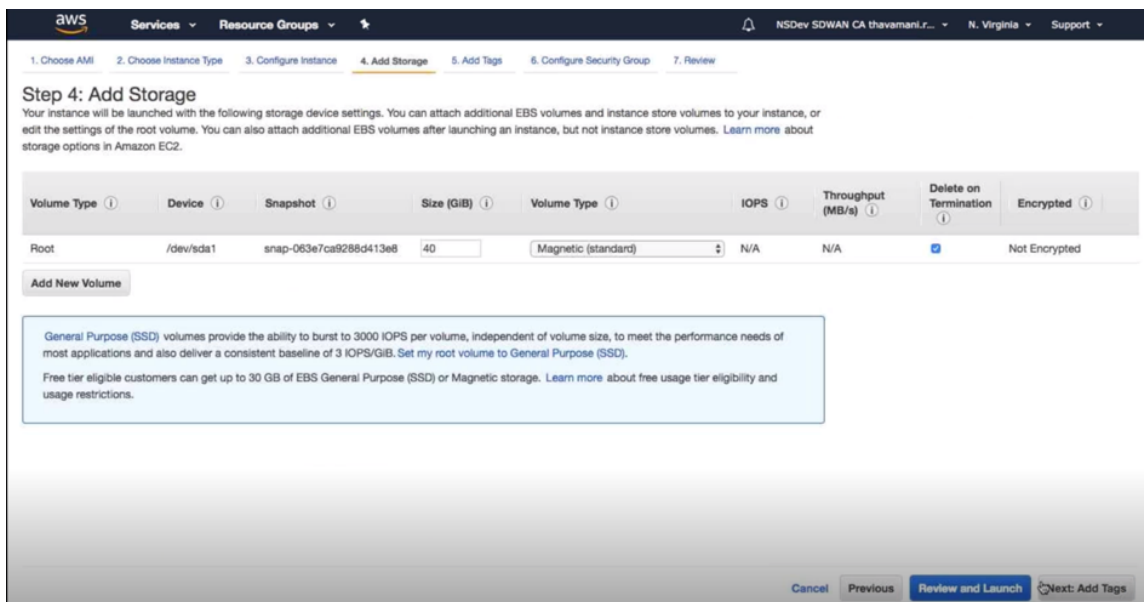 aws Services Resource Groups NSDev SDWAN CA thavamani.r... N. Virginia Support
1. Choose AMI 2. Choose Instance Type 3. Configure Instance 4. Add Storage 5. Add Tags 6. Configure Security Group 7. Review
Step 4: Add Storage
Your instance will be launched with the following storage device settings. You can attach additional EBS volumes and instance store volumes to your instance, or
edit the settings of the root volume. You can also attach additional EBS volumes after launching an instance, but not instance store volumes. Learn more about
storage options in Amazon EC2.
Volume Type Device Snapshot Size (GiB) Volume Type IOPS Throughput (MB/s) Delete on Termination Encrypted
Root /dev/sda1 snap-063e7ca9288d413e8 40 Magnetic (standard) N/A N/A Not Encrypted
Add New Volume
General Purpose (SSD) volumes provide the ability to burst to 3000 IOPS per volume, independent of volume size, to meet the performance needs of
most applications and also deliver a consistent baseline of 3 IOPS/GiB. Set my root volume to General Purpose (SSD).
Free tier eligible customers can get up to 30 GB of EBS General Purpose (SSD) or Magnetic storage. Learn more about free usage tier eligibility and
usage restrictions.
Cancel Previous Review and Launch Next: Add Tags